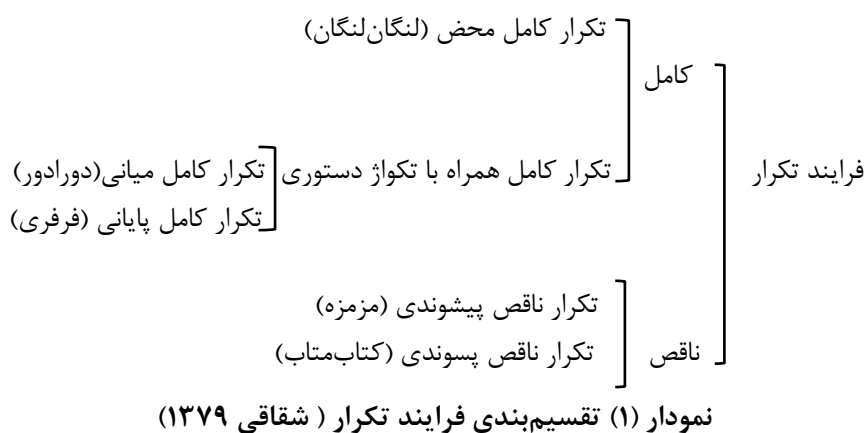 تکرار کامل محض (لنگان‌لنگان)
کامل
فرایند تکرار
تکرار کامل همراه با تکواژ دستوری
تکرار کامل میانی(دورادور)
تکرار کامل پایانی (فرفری)
تکرار ناقص پیشوندی (مزمزه)
ناقص
تکرار ناقص پسوندی (کتاب‌متاب)
نمودار (۱) تقسیم‌بندی فرایند تکرار ( شقاقی ۱۳۷۹)